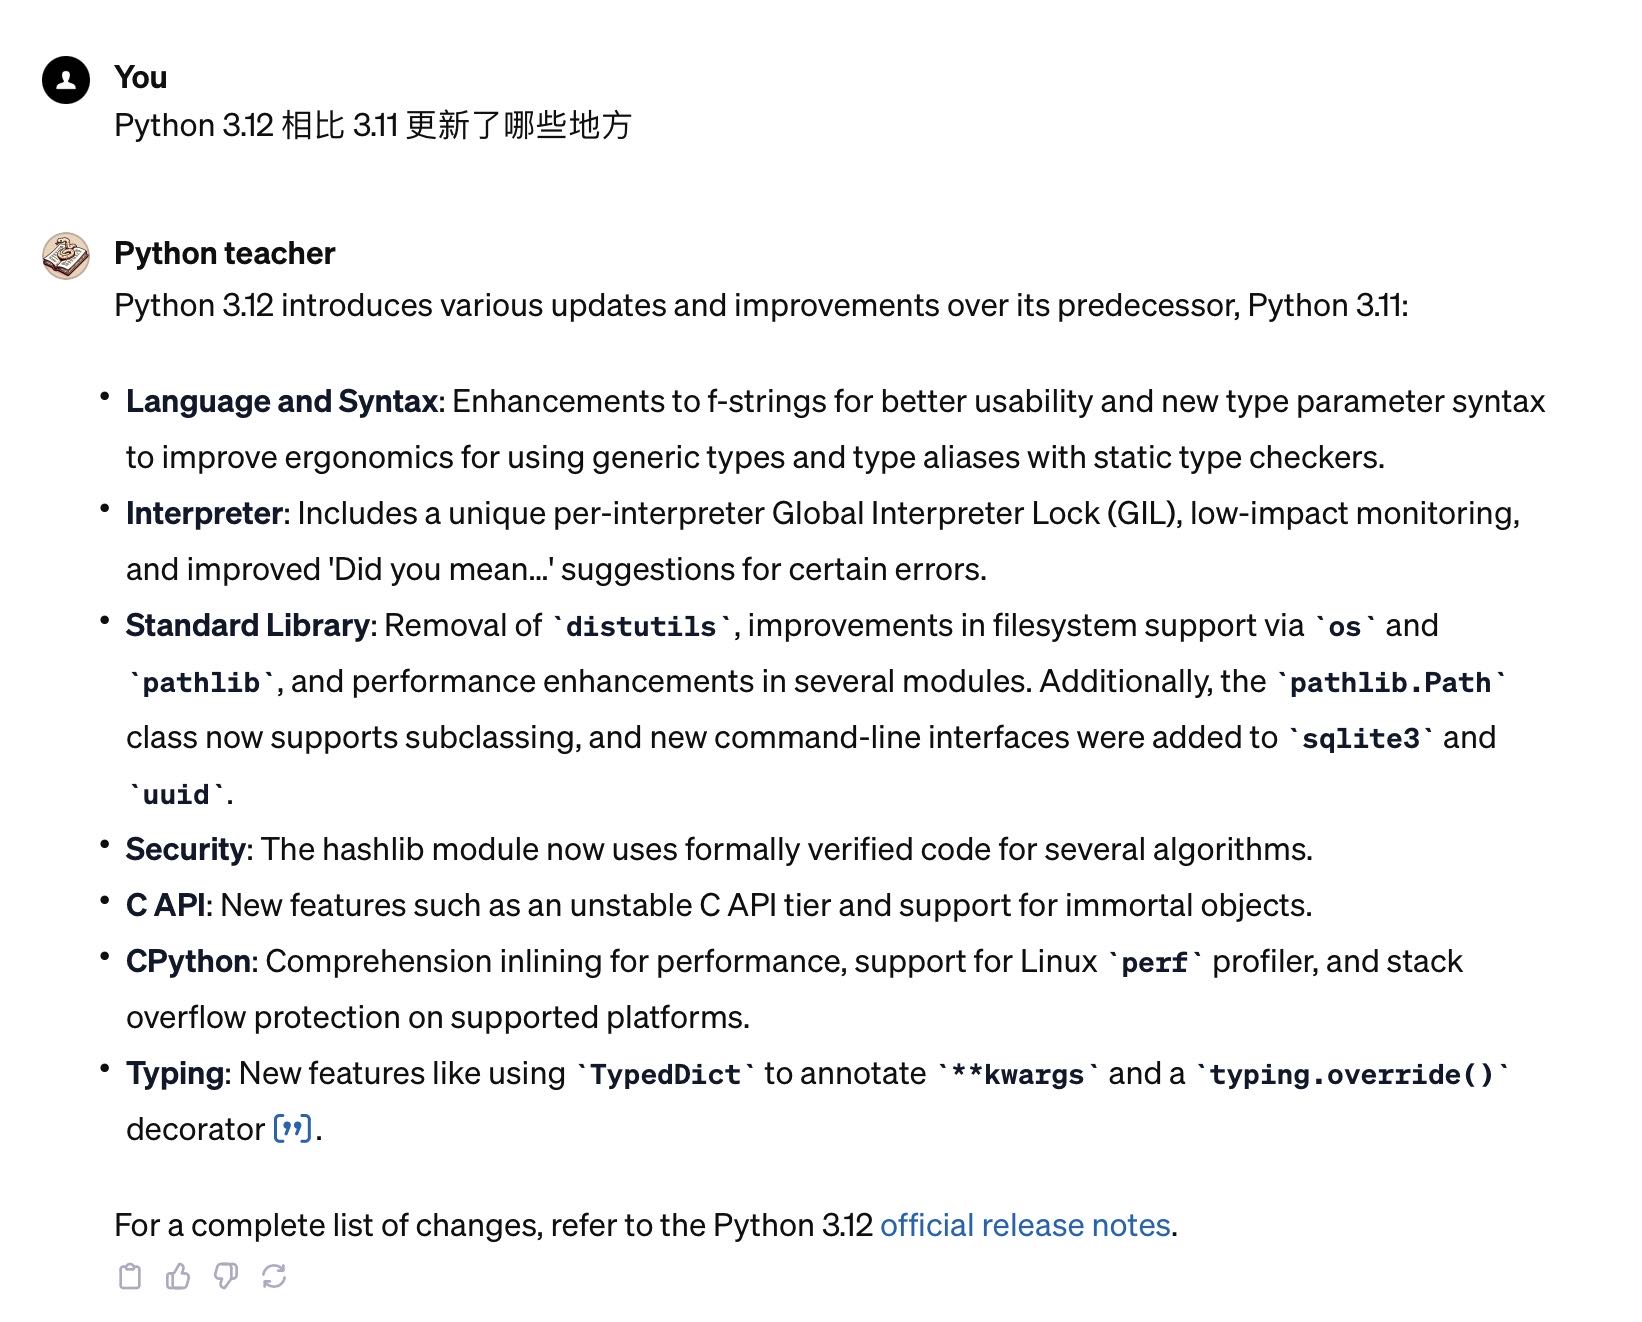 You
Python 3.12 相比 3.11 更新了哪些地方
Python teacher
Python 3.12 introduces various updates and improvements over its predecessor, Python 3.11:
• Language and Syntax: Enhancements to f-strings for better usability and new type parameter syntax
to improve ergonomics for using generic types and type aliases with static type checkers.
• Interpreter: Includes a unique per-interpreter Global Interpreter Lock (GIL), low-impact monitoring,
and improved 'Did you mean...' suggestions for certain errors.
• Standard Library: Removal of `distutils`, improvements in filesystem support via `os` and
`pathlib`, and performance enhancements in several modules. Additionally, the `pathlib.Path`
class now supports subclassing, and new command-line interfaces were added to `sqlite3` and
`uuid`.
• Security: The hashlib module now uses formally verified code for several algorithms.
• C API: New features such as an unstable C API tier and support for immortal objects.
• CPython: Comprehension inlining for performance, support for Linux `perf` profiler, and stack
overflow protection on supported platforms.
• Typing: New features like using `TypedDict` to annotate `**kwargs` and a `typing.override()`
decorator [”].
For a complete list of changes, refer to the Python 3.12 official release notes.